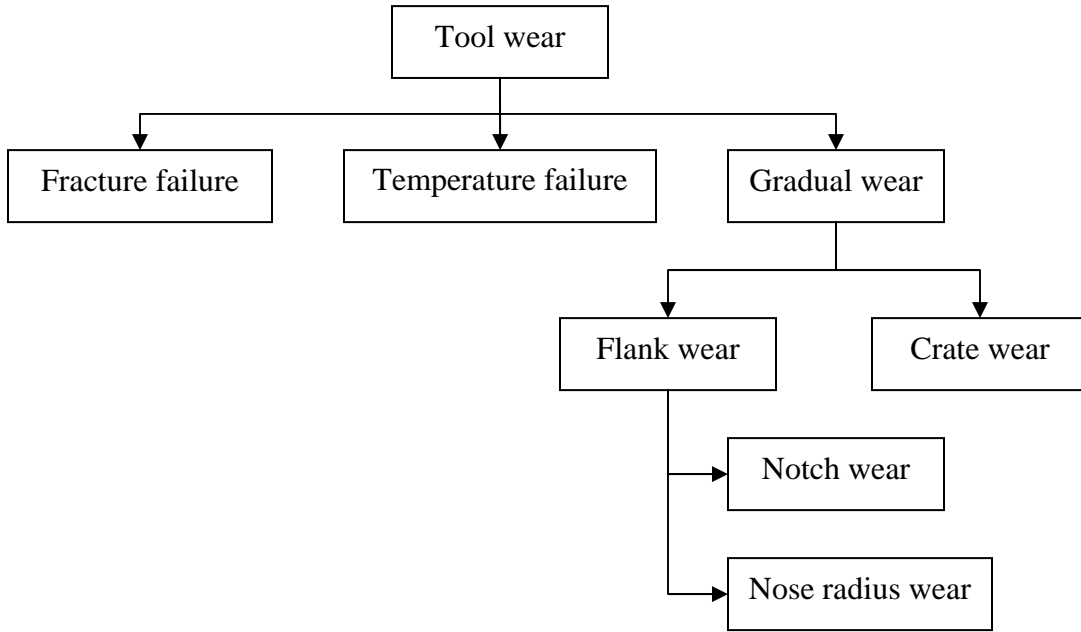 Tool wear
Fracture failure
Temperature failure
Gradual wear
Flank wear
Crate wear
Notch wear
Nose radius wear